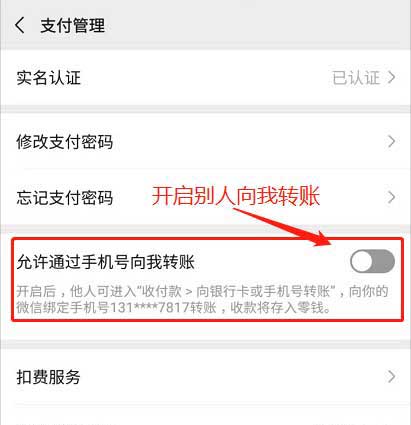 支付管理
实名认证 已认证
修改支付密码
忘记支付密码 开启别人向我转账
允许通过手机号向我转账
开启后，他人可进入“收付款 > 向银行卡或手机号转账”，向你的
微信绑定手机号131****7817转账，收款将存入零钱。
扣费服务